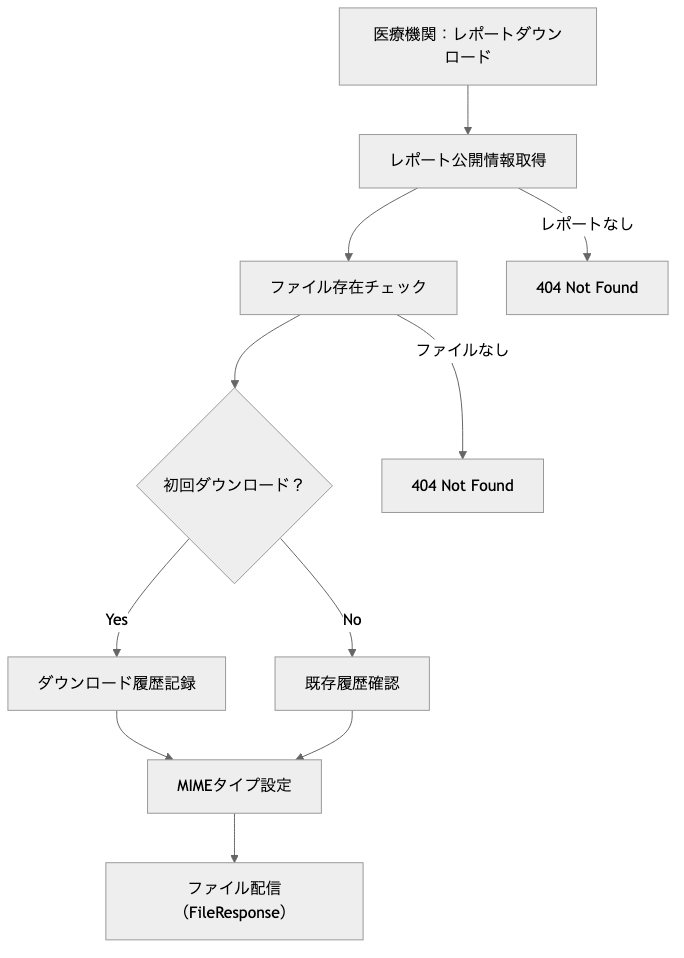 医療機関：レポートダウン
ロード
レポート公開情報取得
レポートなし
ファイル存在チェック
404 Not Found
ファイルなし
初回ダウンロード？
404 Not Found
Yes
No
ダウンロード履歴記録
既存履歴確認
MIMEタイプ設定
ファイル配信
（FileResponse）